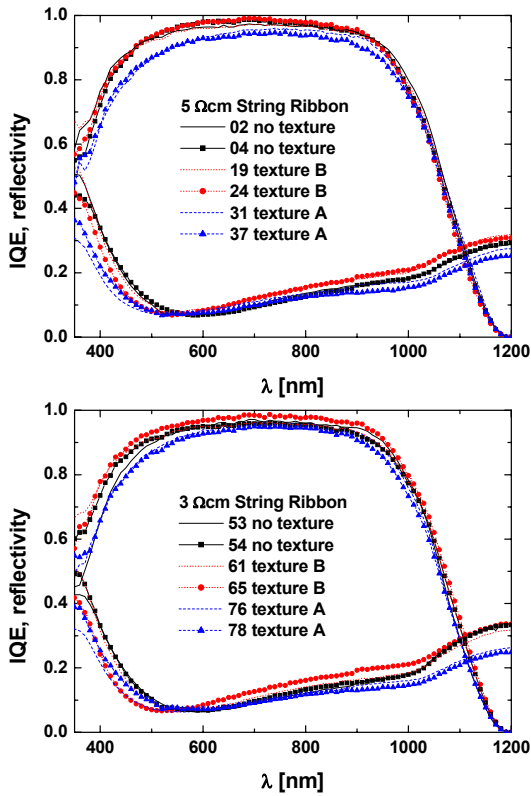 1.0
0.8
0.6
0.4
0.2
0.0
IQE, reflectivity
5 Ωcm String Ribbon
02 no texture
04 no texture
19 texture B
24 texture B
31 texture A
37 texture A
400 600 800 1000 1200
λ [nm]
1.0
0.8
0.6
0.4
0.2
0.0
IQE, reflectivity
3 Ωcm String Ribbon
53 no texture
54 no texture
61 texture B
65 texture B
76 texture A
78 texture A
400 600 800 1000 1200
λ [nm]